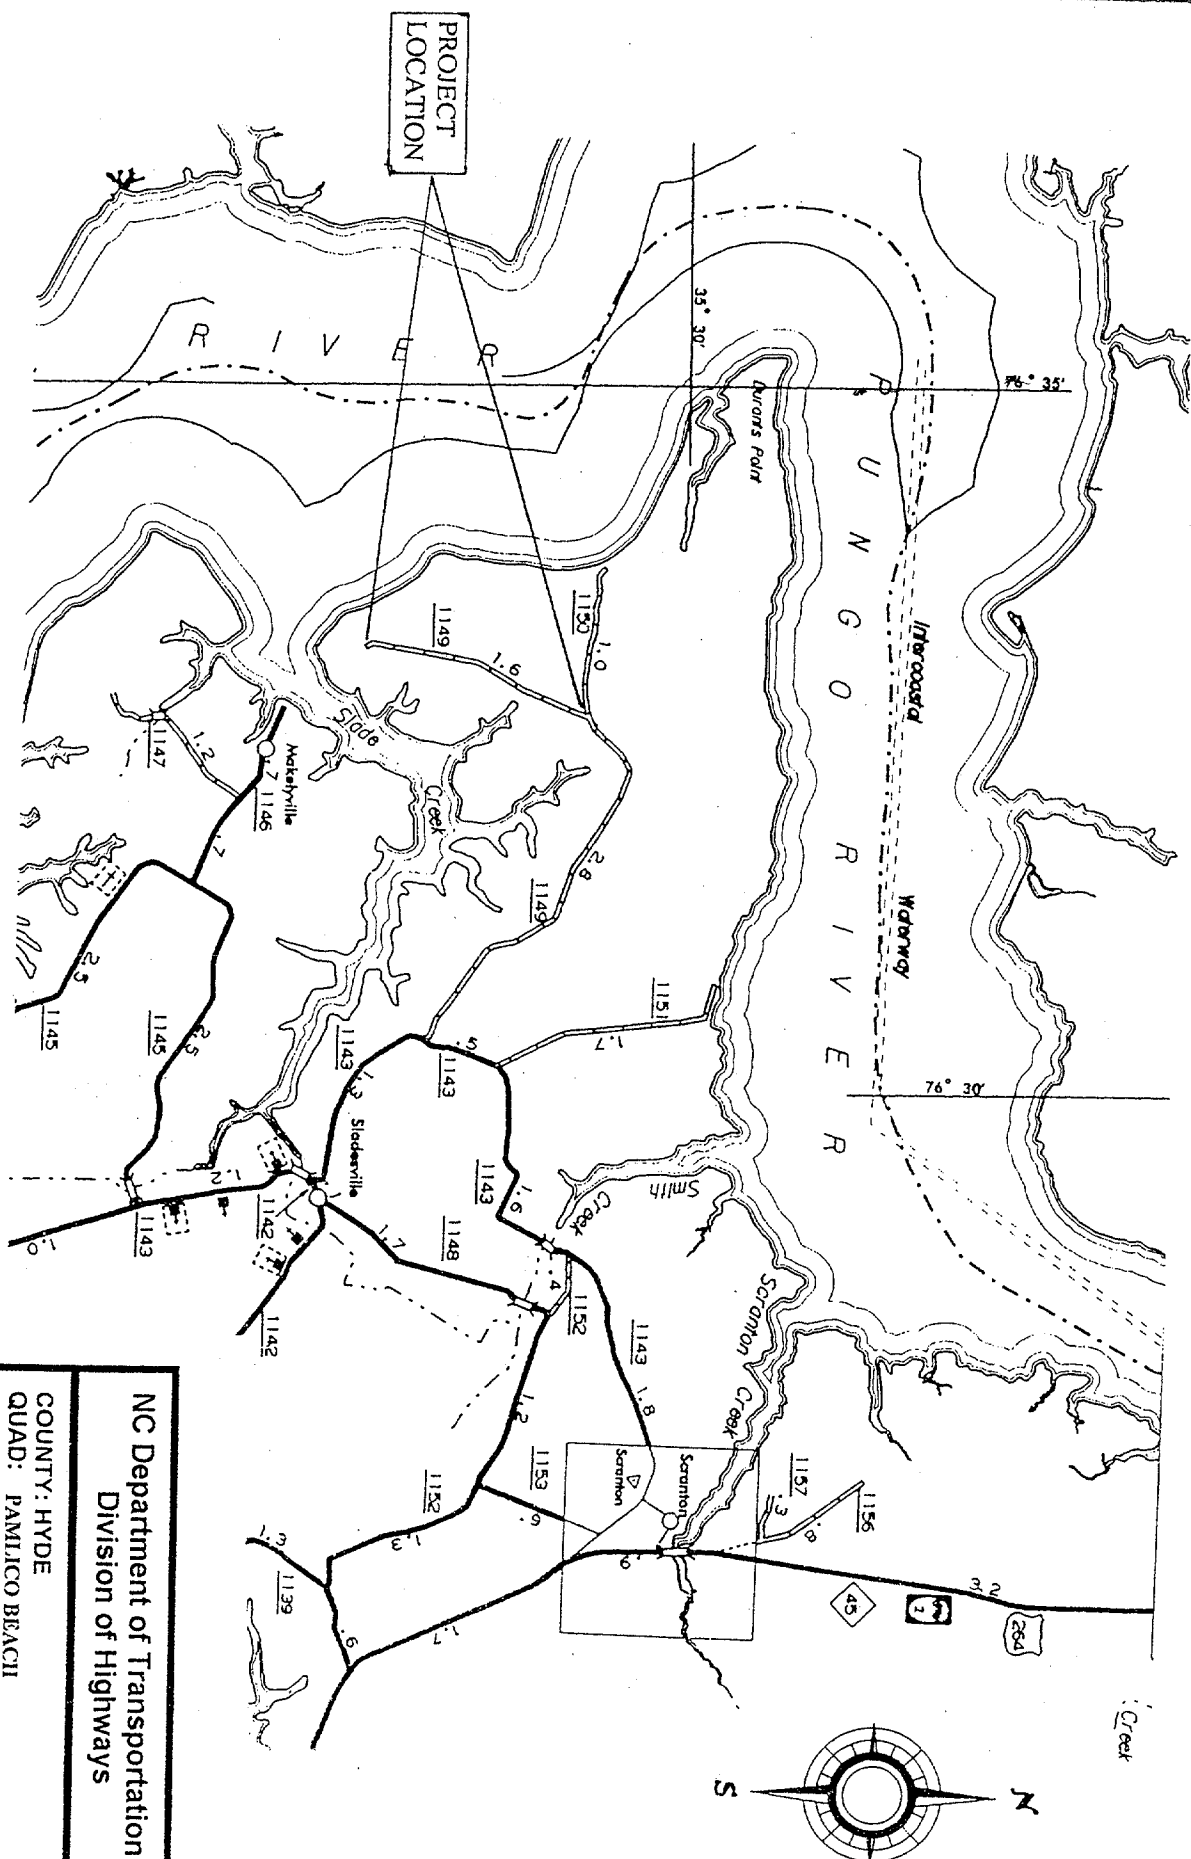 PROJECT
LOCATION
RIVER
35° 30'
76° 35'
Durants Point
PUNGO RIVER
Intercoastal
Waterway
76° 30'
1150
1.0
1149
1.6
Slade
Creek
2.8
1149
1151
1.7
1147
1.2
Makelyville
.7
1146
.7
2.5
1145
1145
2.5
1143
1.3
.5
1143
Sladesville
1143
1.6
Smith
Creek
1.2
1142
1143
1.0
1142
1.7
1148
.4
1152
1143
1.8
Scranton
Creek
1.2
1153
.9
1152
1.3
1.3
1139
.9
1.7
Scranton
Scranton
.9
1157
.3
1156
.8
45
2
3.2
264
Creek
N
S
NC Department of Transportation
Division of Highways
COUNTY: HYDE
QUAD: PAMLICO BEACH